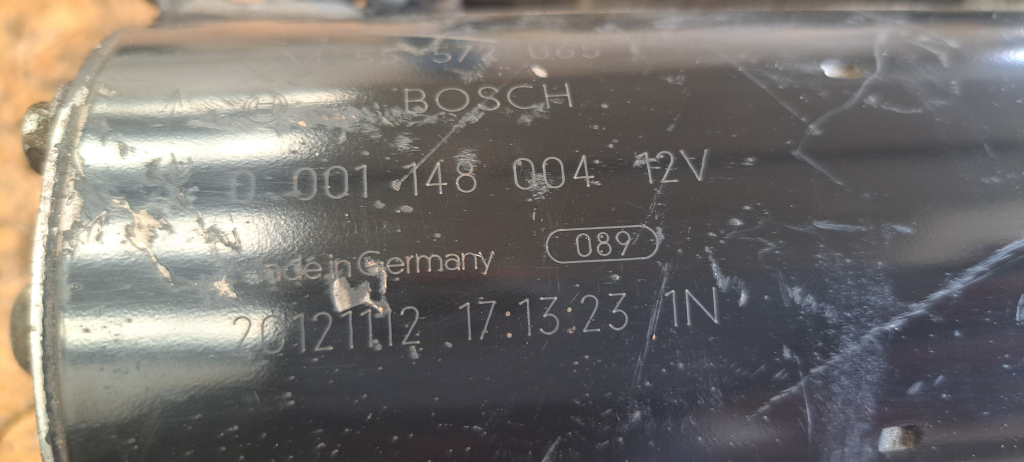 BOSCH
0 001 148 004 12V
made in Germany 089
20121112 17:13:23 1N